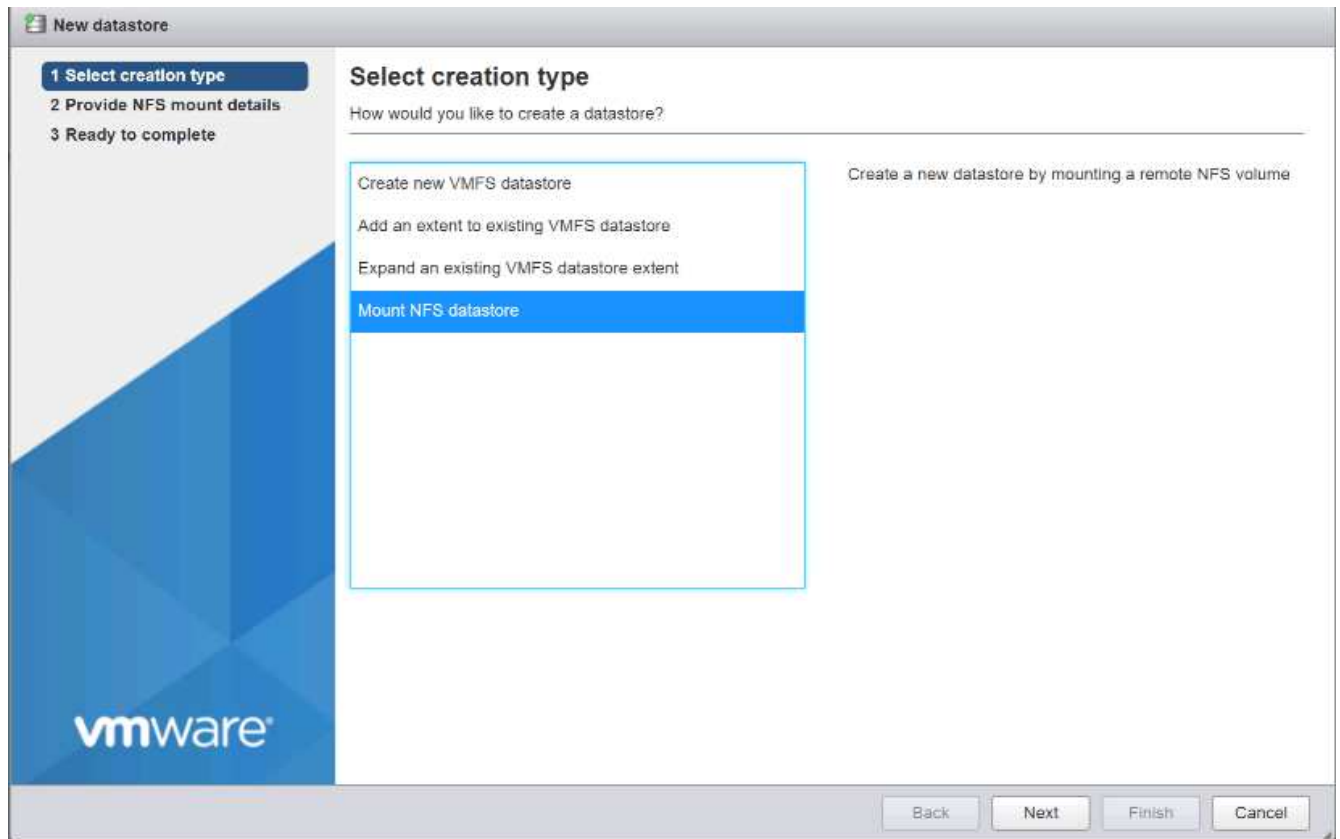 New datastore
1 Select creation type
2 Provide NFS mount details
3 Ready to complete
Select creation type
How would you like to create a datastore?
Create new VMFS datastore
Add an extent to existing VMFS datastore
Expand an existing VMFS datastore extent
Mount NFS datastore
Create a new datastore by mounting a remote NFS volume
vmware®
Back
Next
Finish
Cancel